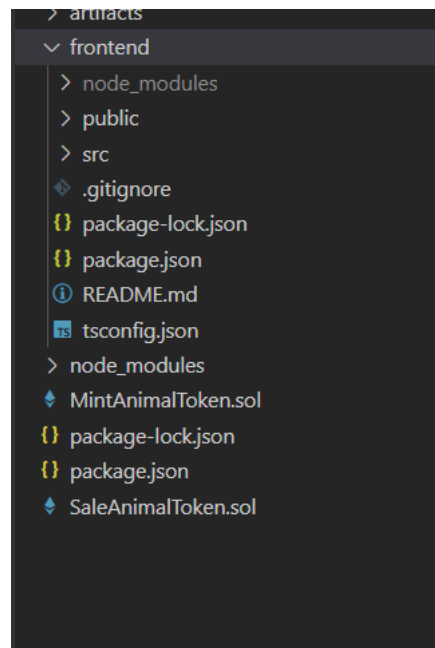 artifacts
frontend
node_modules
public
src
.gitignore
{} package-lock.json
{} package.json
README.md
TS tsconfig.json
node_modules
MintAnimalToken.sol
{} package-lock.json
{} package.json
SaleAnimalToken.sol